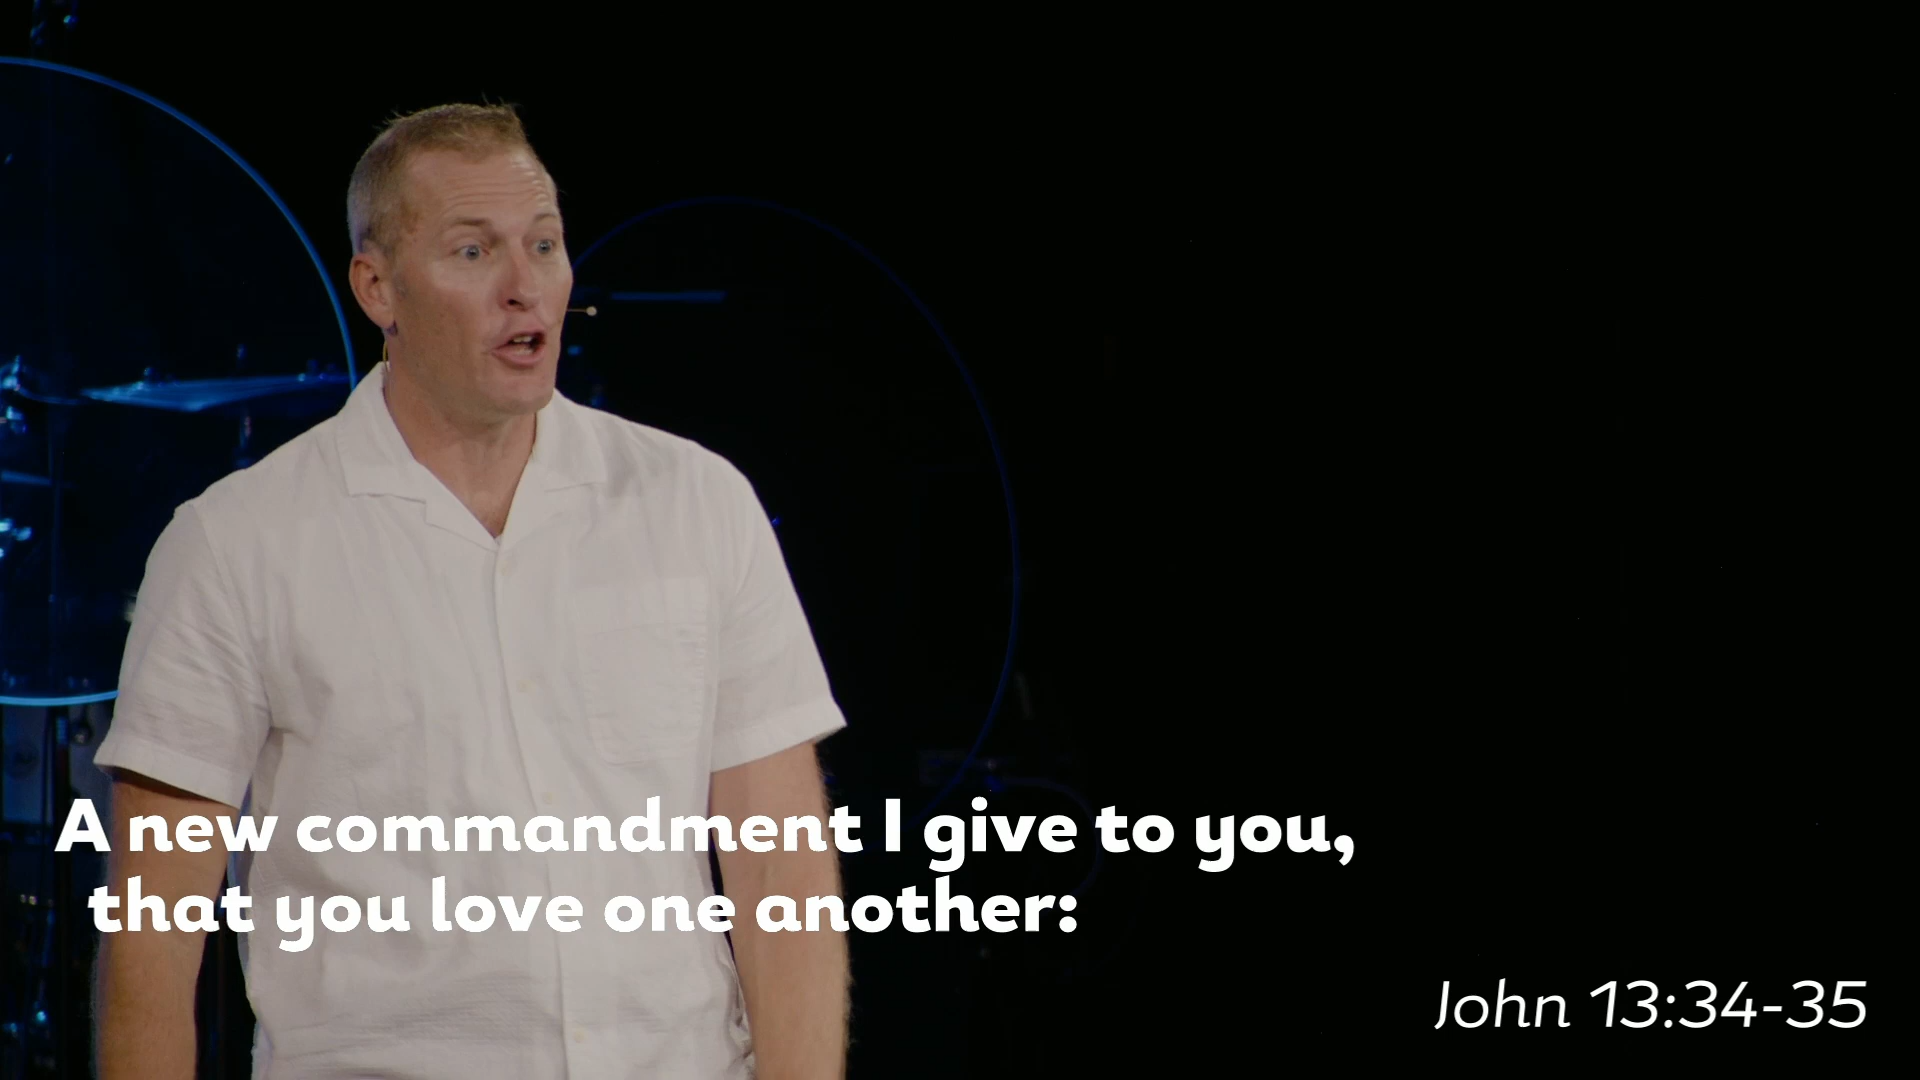 A new commandment I give to you,
that you love one another:
John 13:34-35